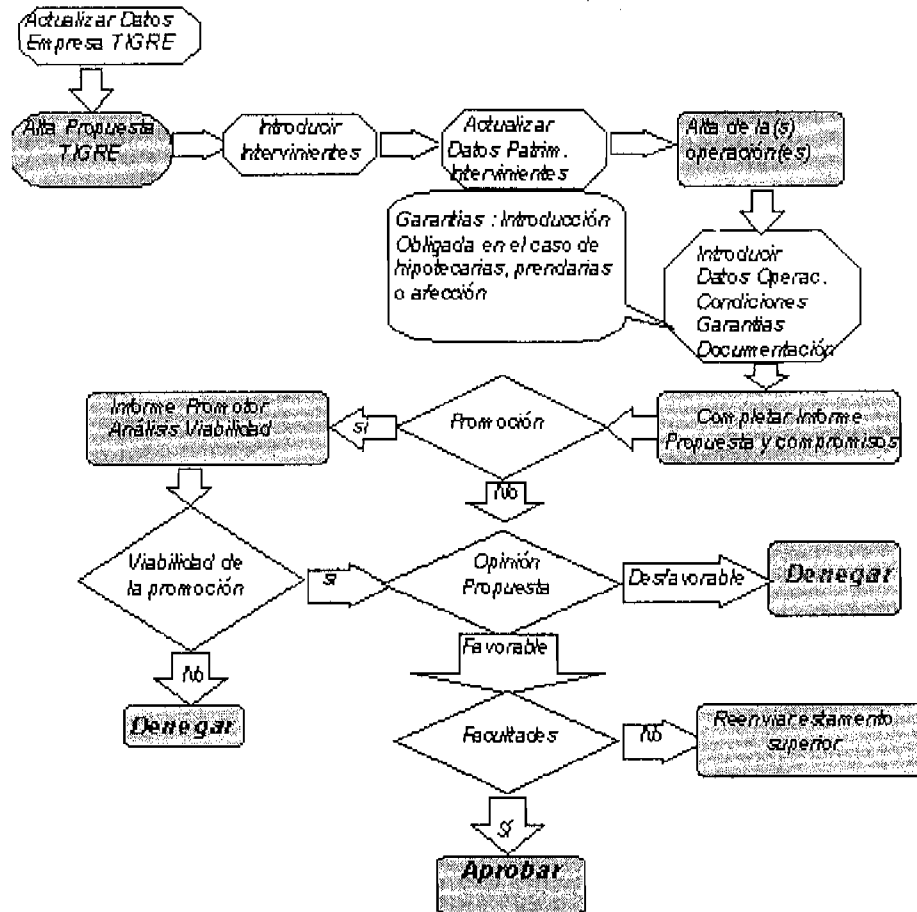 Actualizar Datos
Empresa TIGRE
Alta Propuesta
TIGRE
Introducir
Intervinientes
Actualizar
Datos Patrim.
Intervinientes
Alta de la(s)
operación(es)
Garantias : Introducción
Obligada en el caso de
hipotecarias, prendarias
o afección
Introducir
Datos Operac.
Condiciones
Garantias
Documentación
Informe Promotor
Análisis Viabilidad
sí
Promoción
Completar Informe
Propuesta y compromisos
No
Viabilidad de
la promoción
si
Opinión
Propuesta
Desfavorable
Denegar
No
Favorable
Denegar
Facultades
No
Reenviar estamento
superior
Sí
Aprobar